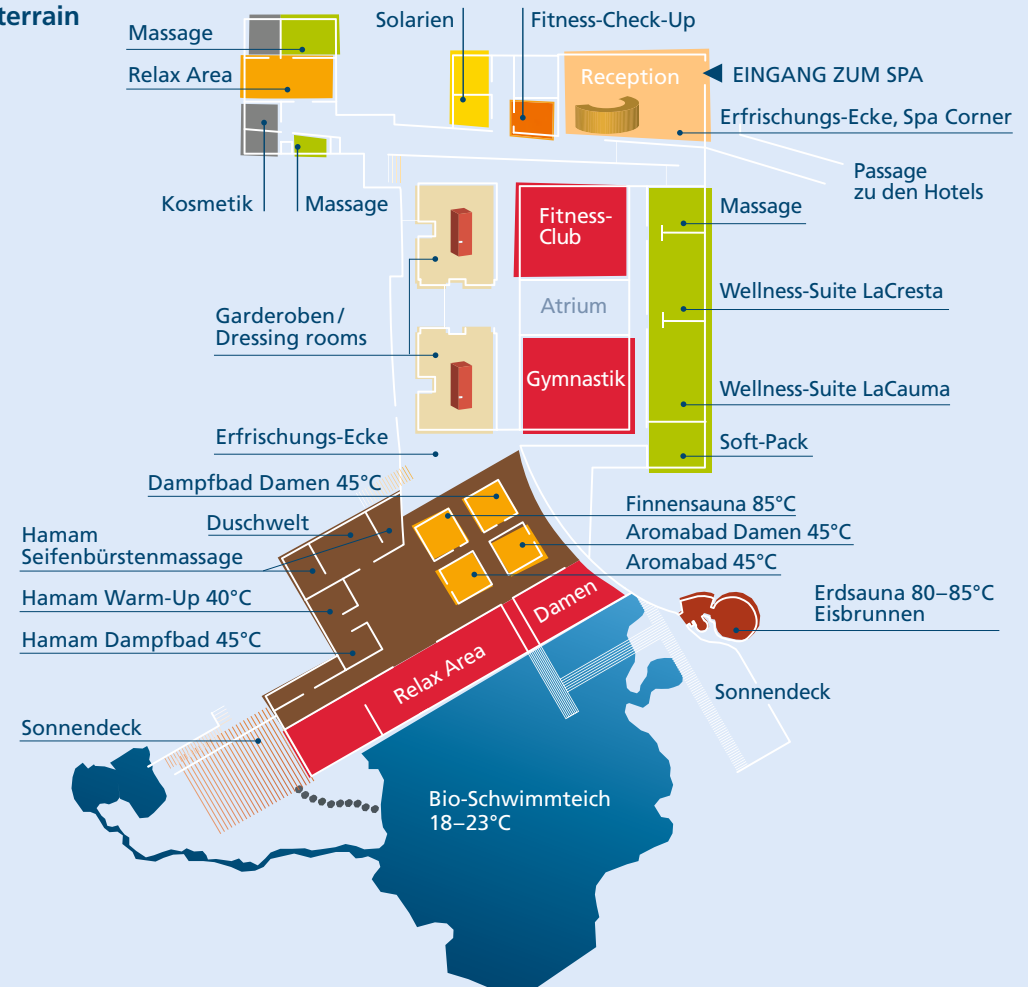 terrain
Solarien
Fitness-Check-Up
Massage
Relax Area
Reception
EINGANG ZUM SPA
Erfrischungs-Ecke, Spa Corner
Passage
zu den Hotels
Kosmetik
Massage
Fitness-
Club
Massage
Atrium
Wellness-Suite LaCresta
Garderoben/
Dressing rooms
Gymnastik
Wellness-Suite LaCauma
Erfrischungs-Ecke
Soft-Pack
Dampfbad Damen 45°C
Finnensauna 85°C
Duschwelt
Aromabad Damen 45°C
Hamam
Seifenbürstenmassage
Aromabad 45°C
Hamam Warm-Up 40°C
Damen
Erdsauna 80–85°C
Eisbrunnen
Hamam Dampfbad 45°C
Relax Area
Sonnendeck
Sonnendeck
Bio-Schwimmteich
18–23°C